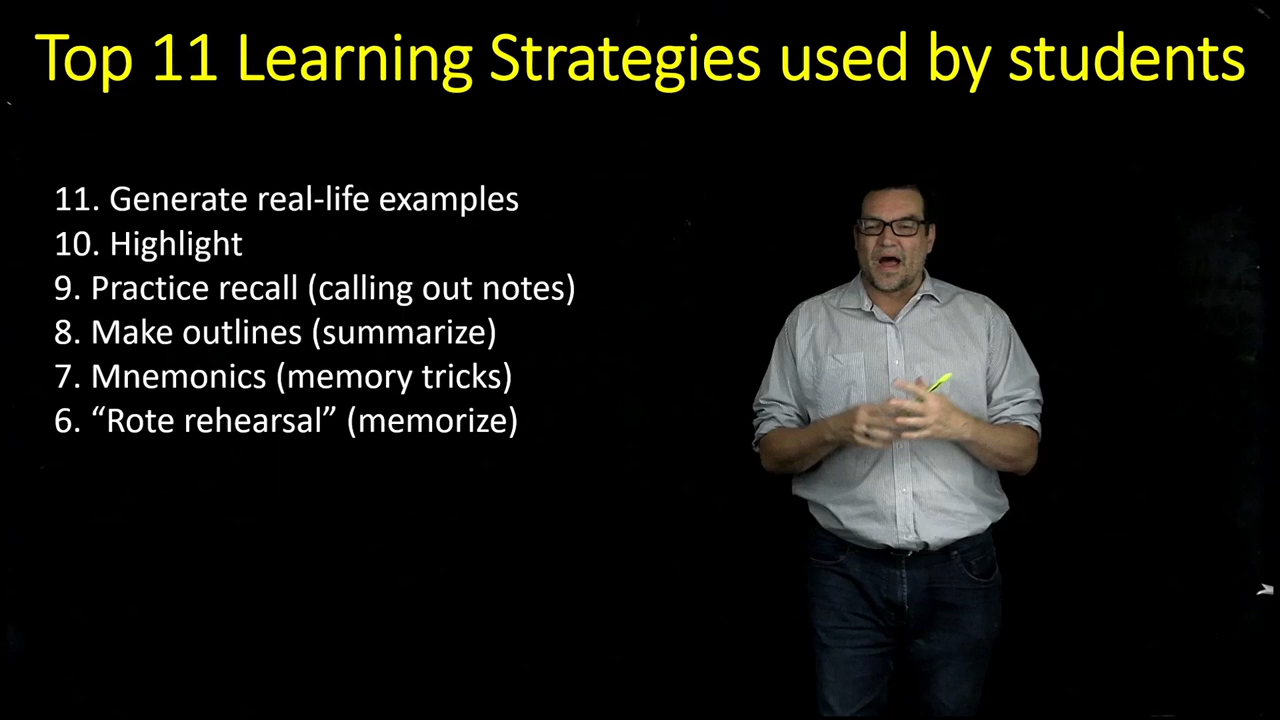 Top 11 Learning Strategies used by students
11. Generate real-life examples
10. Highlight
9. Practice recall (calling out notes)
8. Make outlines (summarize)
7. Mnemonics (memory tricks)
6. “Rote rehearsal” (memorize)